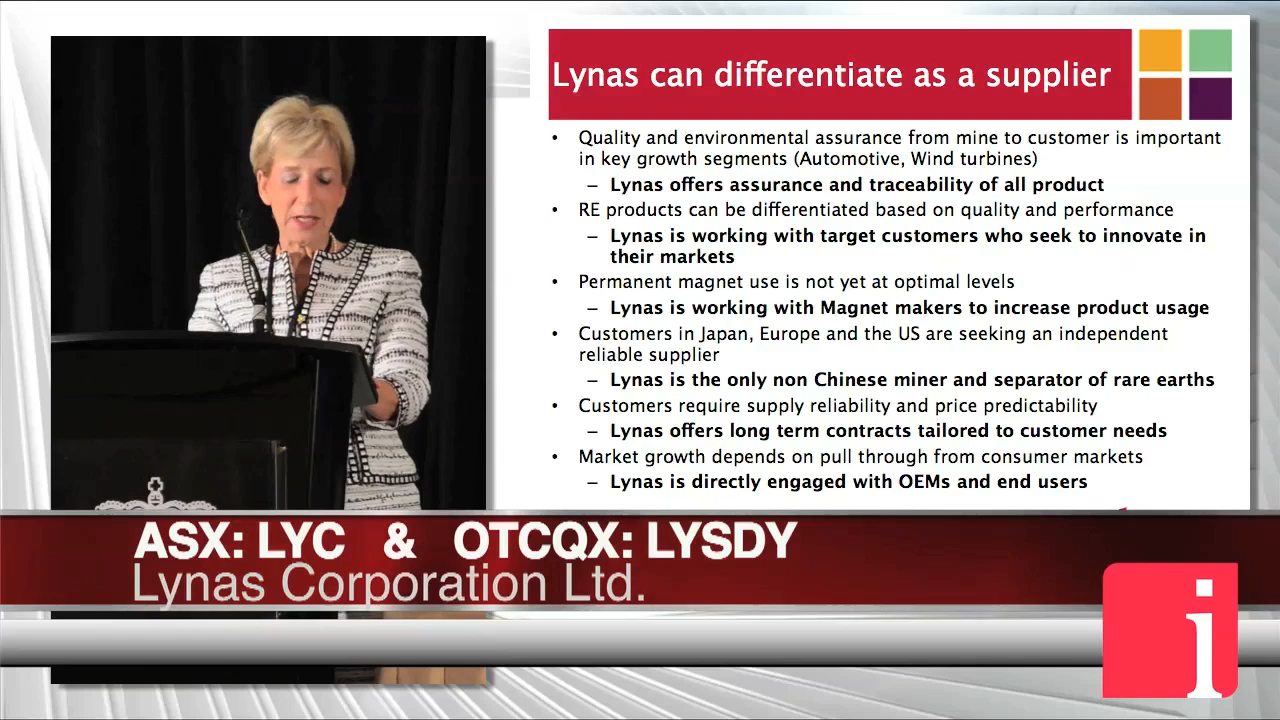 Lynas can differentiate as a supplier
• Quality and environmental assurance from mine to customer is important
in key growth segments (Automotive, Wind turbines)
– Lynas offers assurance and traceability of all product
• RE products can be differentiated based on quality and performance
– Lynas is working with target customers who seek to innovate in
their markets
• Permanent magnet use is not yet at optimal levels
– Lynas is working with Magnet makers to increase product usage
• Customers in Japan, Europe and the US are seeking an independent
reliable supplier
– Lynas is the only non Chinese miner and separator of rare earths
• Customers require supply reliability and price predictability
– Lynas offers long term contracts tailored to customer needs
• Market growth depends on pull through from consumer markets
– Lynas is directly engaged with OEMs and end users
ASX: LYC & OTCQX: LYSDY
Lynas Corporation Ltd.
i